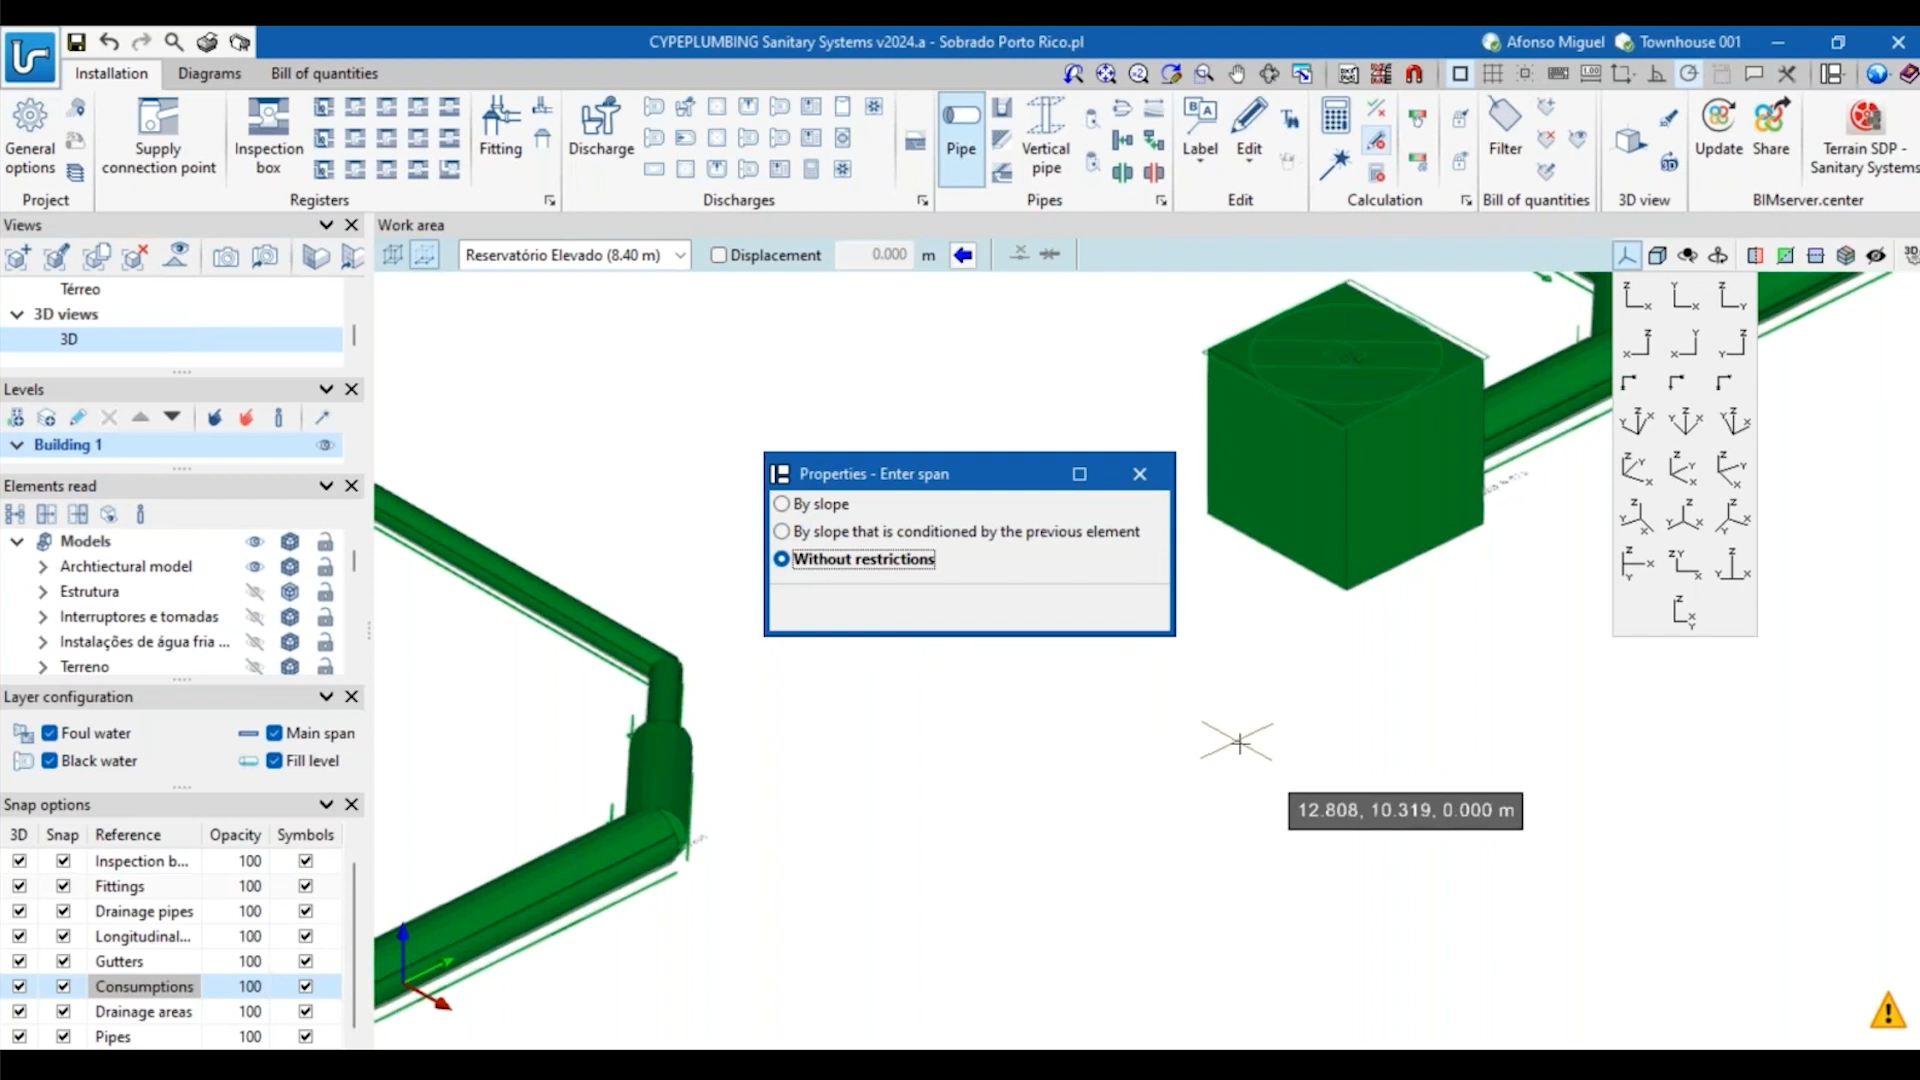 CYPEPLUMBING Sanitary Systems v2024.a - Sobrado Porto Rico.pl
Afonso Miguel
Townhouse 001
Installation
Diagrams
Bill of quantities
General options
Supply connection point
Inspection box
Fitting
Discharge
Pipe
Vertical pipe
Label
Edit
Filter
Update
Share
Terrain SDP - Sanitary Systems
Project
Registers
Discharges
Pipes
Edit
Calculation
Bill of quantities
3D view
BIMserver.center
Views
Work area
Reservatório Elevado (8.40 m)
Displacement
0.000
m
Térreo
3D views
3D
Levels
Building 1
Elements read
Models
Archtiectural model
Estrutura
Interruptores e tomadas
Instalações de água fria ...
Terreno
Properties - Enter span
By slope
By slope that is conditioned by the previous element
Without restrictions
12.808, 10.319, 0.000 m
Layer configuration
Foul water
Main span
Black water
Fill level
Snap options
3D Snap Reference Opacity Symbols
Inspection b... 100
Fittings 100
Drainage pipes 100
Longitudinal... 100
Gutters 100
Consumptions 100
Drainage areas 100
Pipes 100